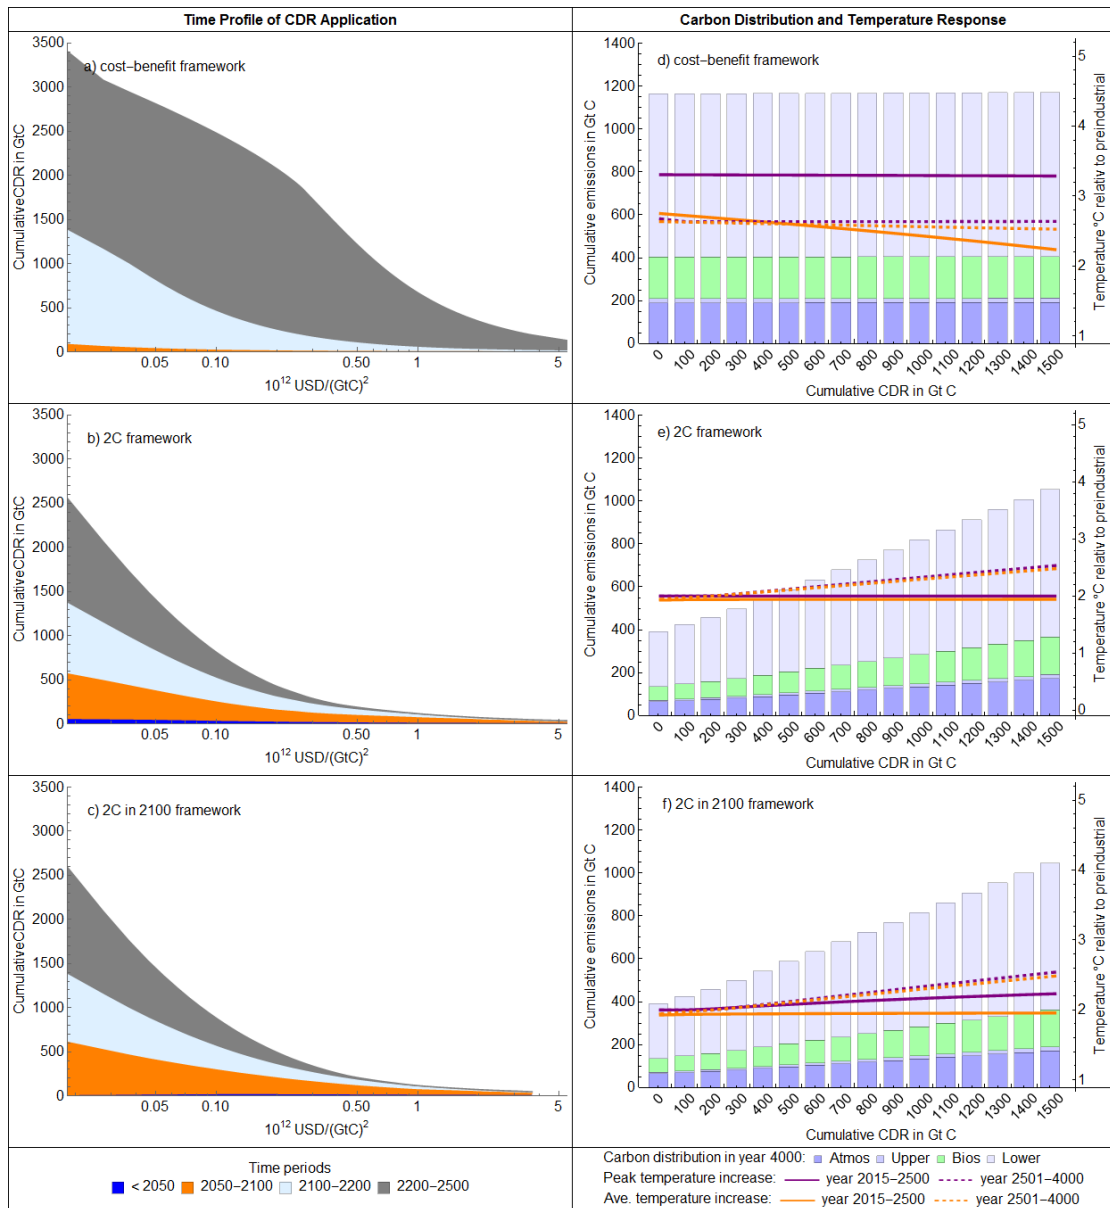 Time Profile of CDR Application
Carbon Distribution and Temperature Response
a) cost-benefit framework
CumulativeCDR in GtC
3500
3000
2500
2000
1500
1000
500
0
0.05 0.10 0.50 1 5
10¹² USD/(GtC)²
d) cost-benefit framework
Cumulative emissions in Gt C
1400
1200
1000
800
600
400
200
0
0 100 200 300 400 500 600 700 800 900 1000 1100 1200 1300 1400 1500
Cumulative CDR in Gt C
5
4
3
2
1
Temperature °C relativ to preindustrial
b) 2C framework
CumulativeCDR in GtC
3500
3000
2500
2000
1500
1000
500
0
0.05 0.10 0.50 1 5
10¹² USD/(GtC)²
e) 2C framework
Cumulative emissions in Gt C
1400
1200
1000
800
600
400
200
0
0 100 200 300 400 500 600 700 800 900 1000 1100 1200 1300 1400 1500
Cumulative CDR in Gt C
5
4
3
2
1
0
Temperature °C relativ to preindustrial
c) 2C in 2100 framework
CumulativeCDR in GtC
3500
3000
2500
2000
1500
1000
500
0
0.05 0.10 0.50 1 5
10¹² USD/(GtC)²
f) 2C in 2100 framework
Cumulative emissions in Gt C
1400
1200
1000
800
600
400
200
0
0 100 200 300 400 500 600 700 800 900 1000 1100 1200 1300 1400 1500
Cumulative CDR in Gt C
5
4
3
2
1
Temperature °C relativ to preindustrial
Time periods
< 2050 2050-2100 2100-2200 2200-2500
Carbon distribution in year 4000: Atmos Upper Bios Lower
Peak temperature increase: year 2015-2500 year 2501-4000
Ave. temperature increase: year 2015-2500 year 2501-4000